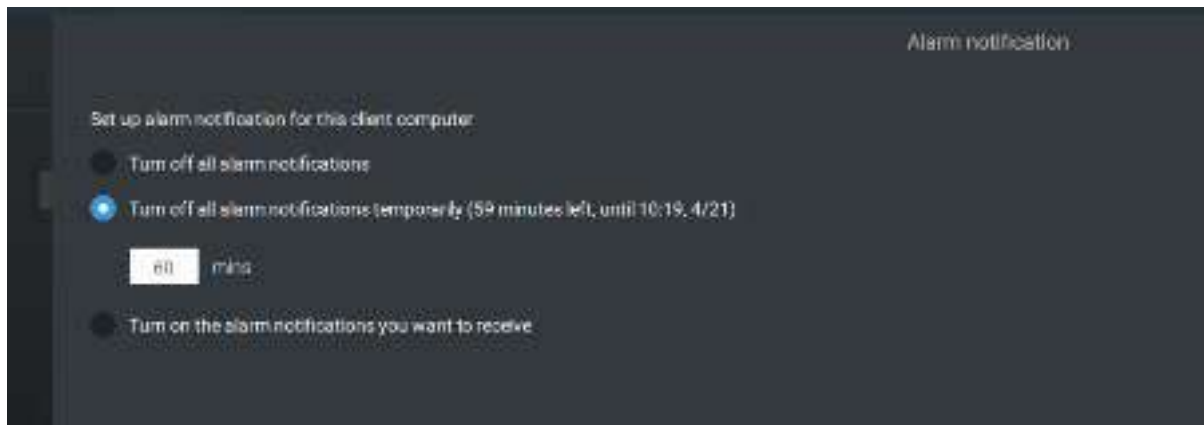 Alarm notification
Set up alarm notification for this client computer
Turn off all alarm notifications
Turn off all alarm notifications temporarily (59 minutes left, until 10:19, 4/21)
60 mins
Turn on the alarm notifications you want to receive